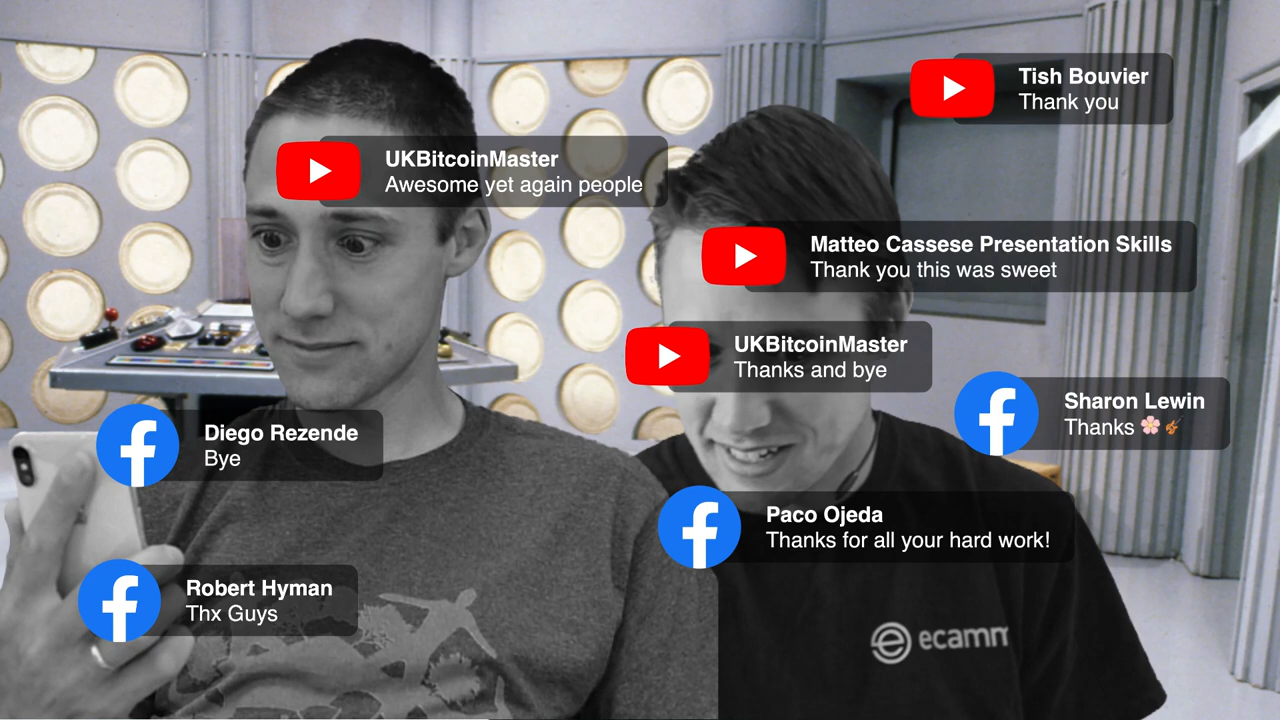 Tish Bouvier
Thank you
UKBitcoinMaster
Awesome yet again people
Matteo Cassese Presentation Skills
Thank you this was sweet
UKBitcoinMaster
Thanks and bye
Sharon Lewin
Thanks 🌸🎻
Diego Rezende
Bye
Paco Ojeda
Thanks for all your hard work!
Robert Hyman
Thx Guys
ecamm